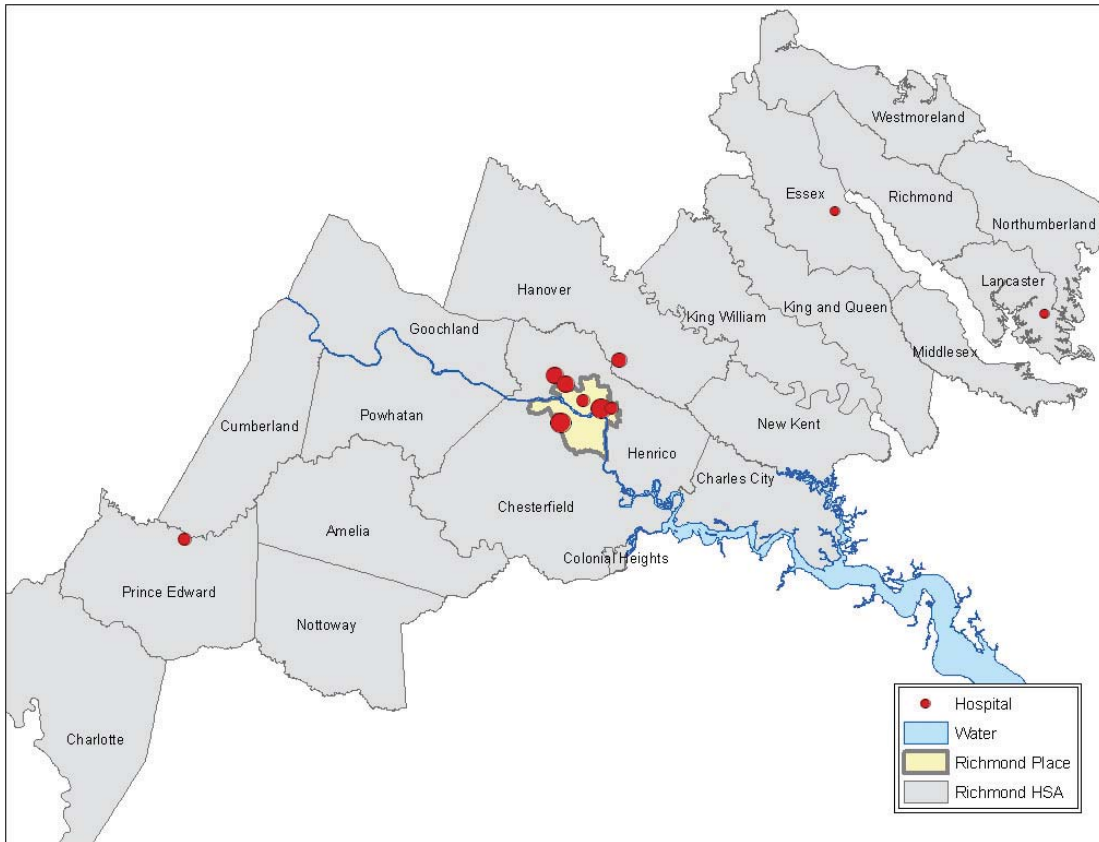 Westmoreland
Essex
Richmond
Northumberland
Lancaster
Hanover
King and Queen
King William
Goochland
Middlesex
Powhatan
Cumberland
New Kent
Henrico
Charles City
Chesterfield
Amelia
Colonial Heights
Prince Edward
Nottoway
Charlotte
Hospital
Water
Richmond Place
Richmond HSA